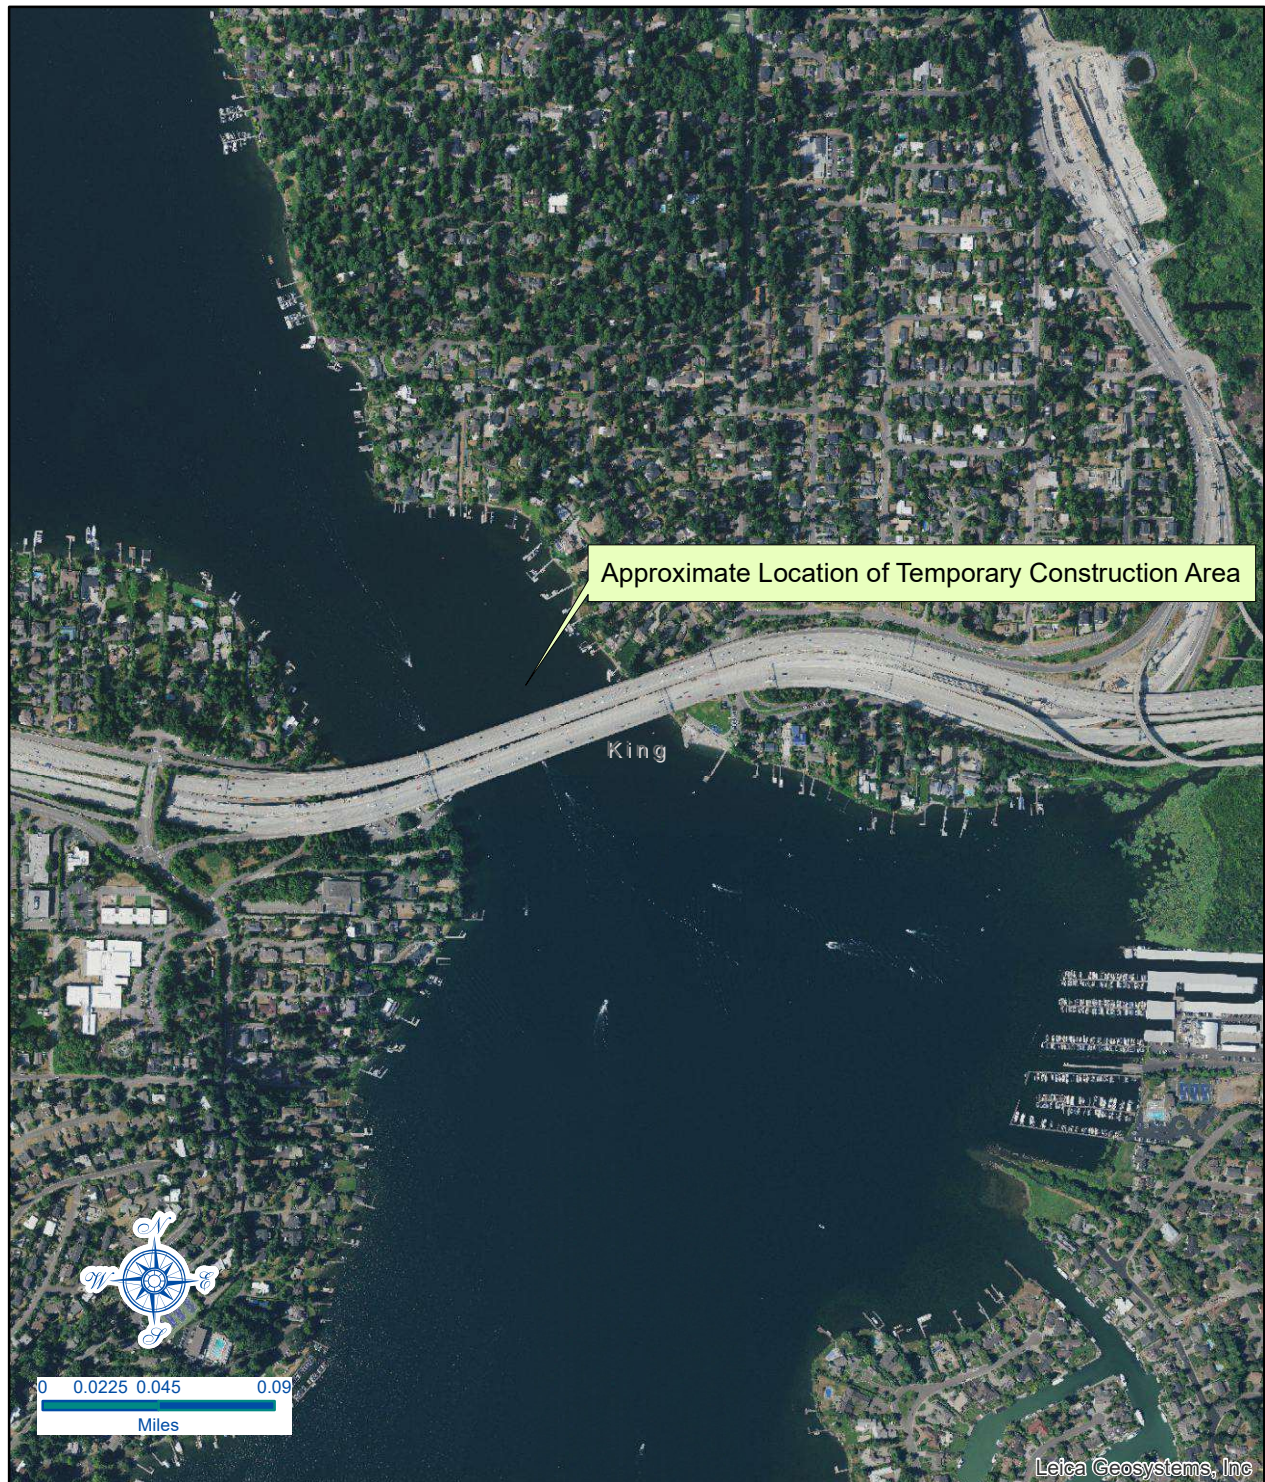 Approximate Location of Temporary Construction Area
King
N
W E
S
0 0.0225 0.045 0.09
Miles
Leica Geosystems, Inc